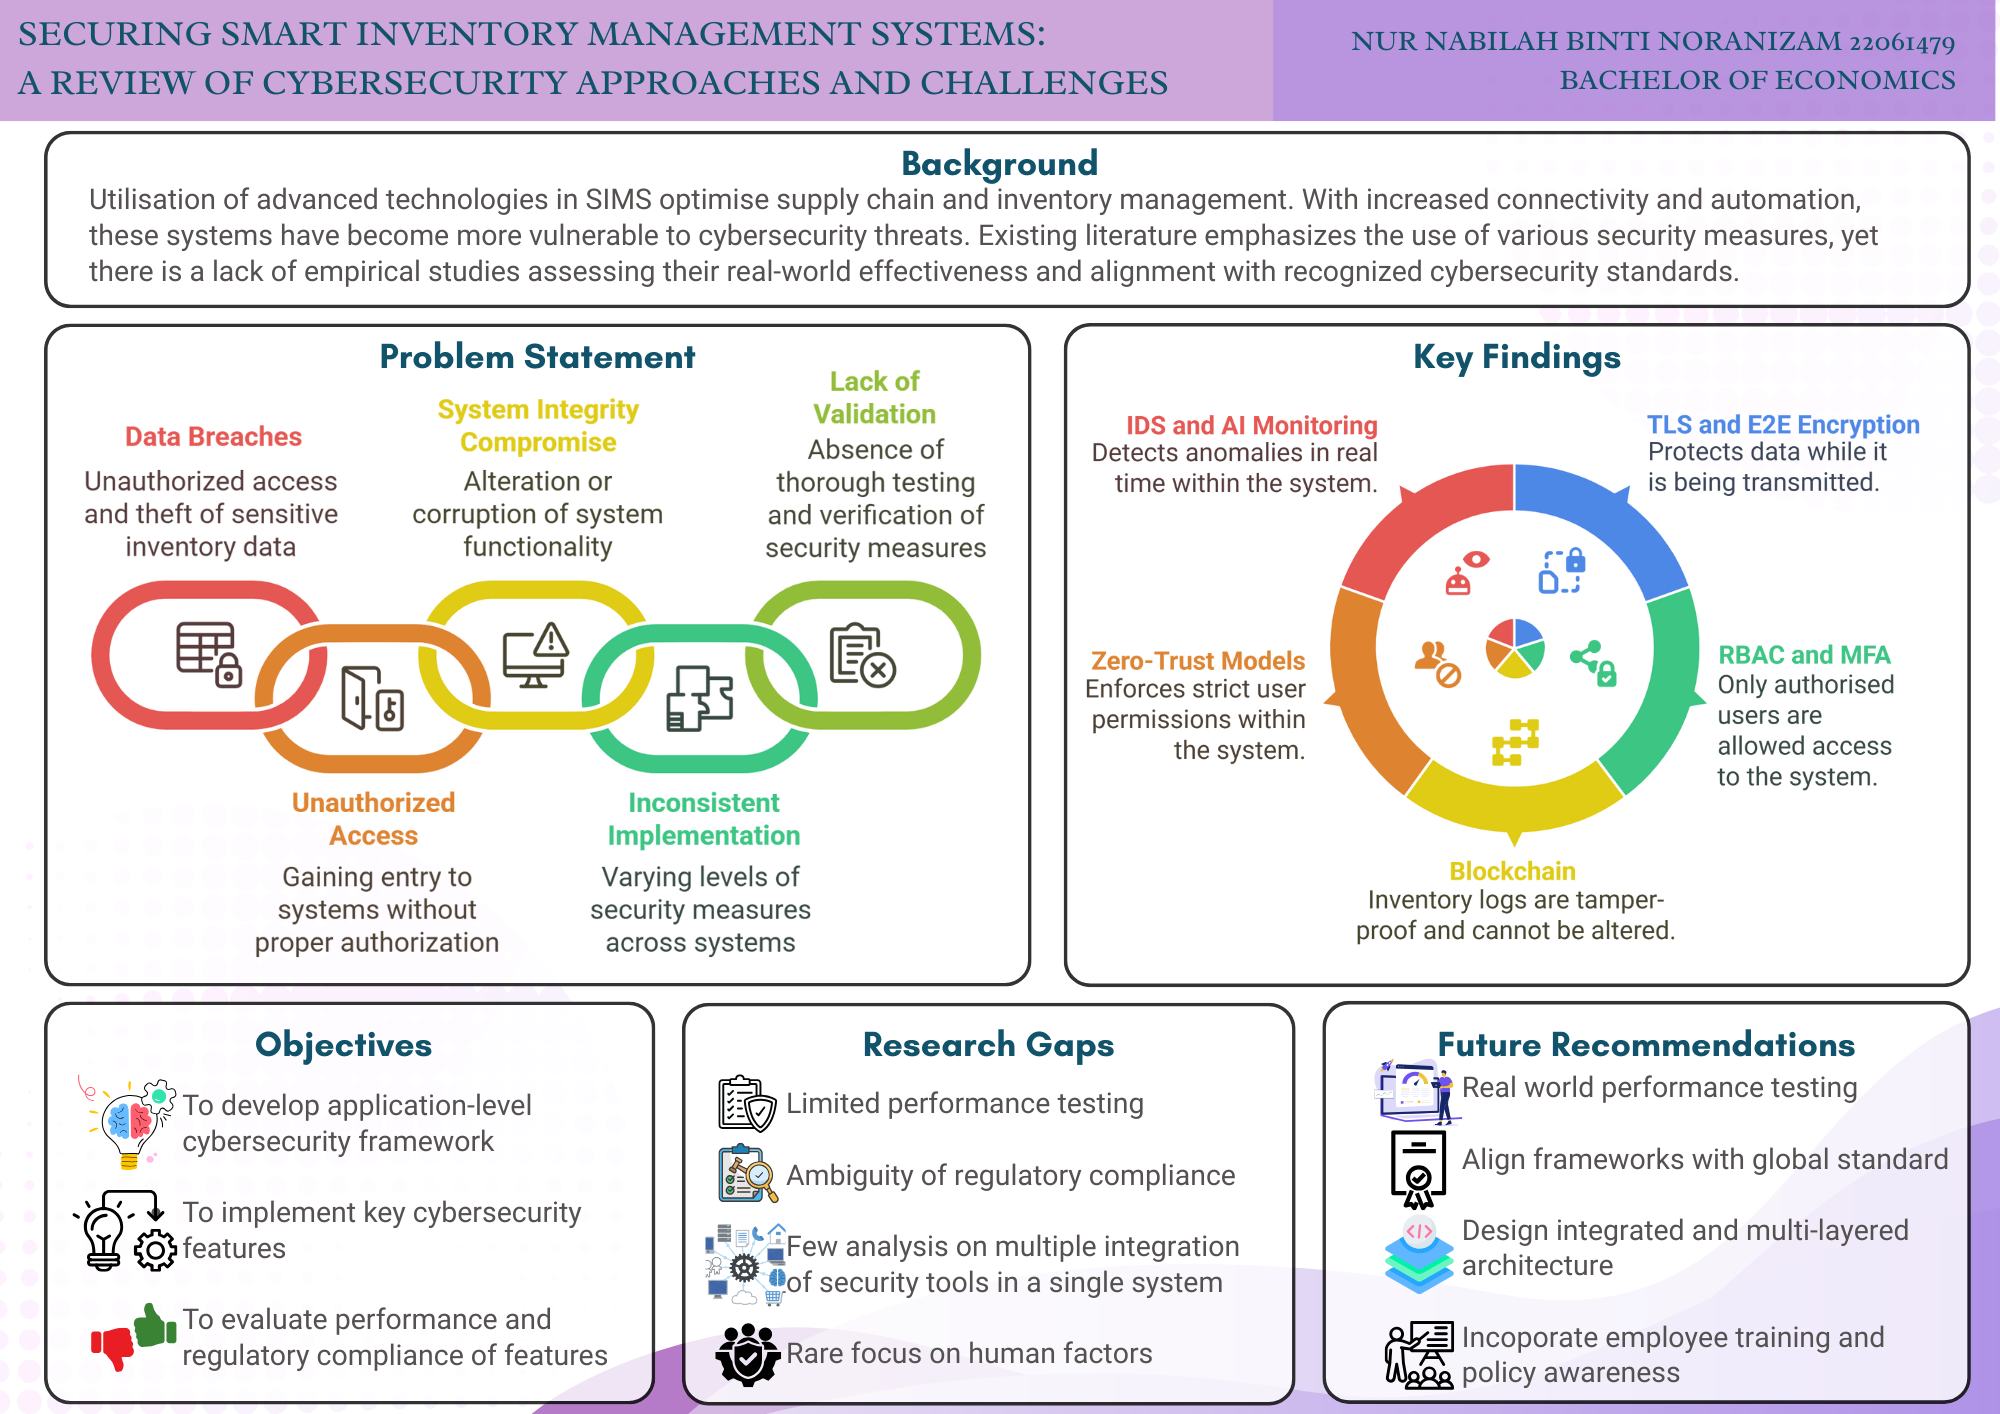 SECURING SMART INVENTORY MANAGEMENT SYSTEMS:
A REVIEW OF CYBERSECURITY APPROACHES AND CHALLENGES
NUR NABILAH BINTI NORANIZAM 22061479
BACHELOR OF ECONOMICS
Background
Utilisation of advanced technologies in SIMS optimise supply chain and inventory management. With increased connectivity and automation,
these systems have become more vulnerable to cybersecurity threats. Existing literature emphasizes the use of various security measures, yet
there is a lack of empirical studies assessing their real-world effectiveness and alignment with recognized cybersecurity standards.
Problem Statement
Data Breaches
Unauthorized access
and theft of sensitive
inventory data
System Integrity
Compromise
Alteration or
corruption of system
functionality
Lack of
Validation
Absence of
thorough testing
and verification of
security measures
Unauthorized
Access
Gaining entry to
systems without
proper authorization
Inconsistent
Implementation
Varying levels of
security measures
across systems
Key Findings
IDS and AI Monitoring
Detects anomalies in real
time within the system.
TLS and E2E Encryption
Protects data while it
is being transmitted.
Zero-Trust Models
Enforces strict user
permissions within
the system.
RBAC and MFA
Only authorised
users are
allowed access
to the system.
Blockchain
Inventory logs are tamper-
proof and cannot be altered.
Objectives
To develop application-level
cybersecurity framework
To implement key cybersecurity
features
To evaluate performance and
regulatory compliance of features
Research Gaps
Limited performance testing
Ambiguity of regulatory compliance
Few analysis on multiple integration
of security tools in a single system
Rare focus on human factors
Future Recommendations
Real world performance testing
Align frameworks with global standard
Design integrated and multi-layered
architecture
Incoporate employee training and
policy awareness